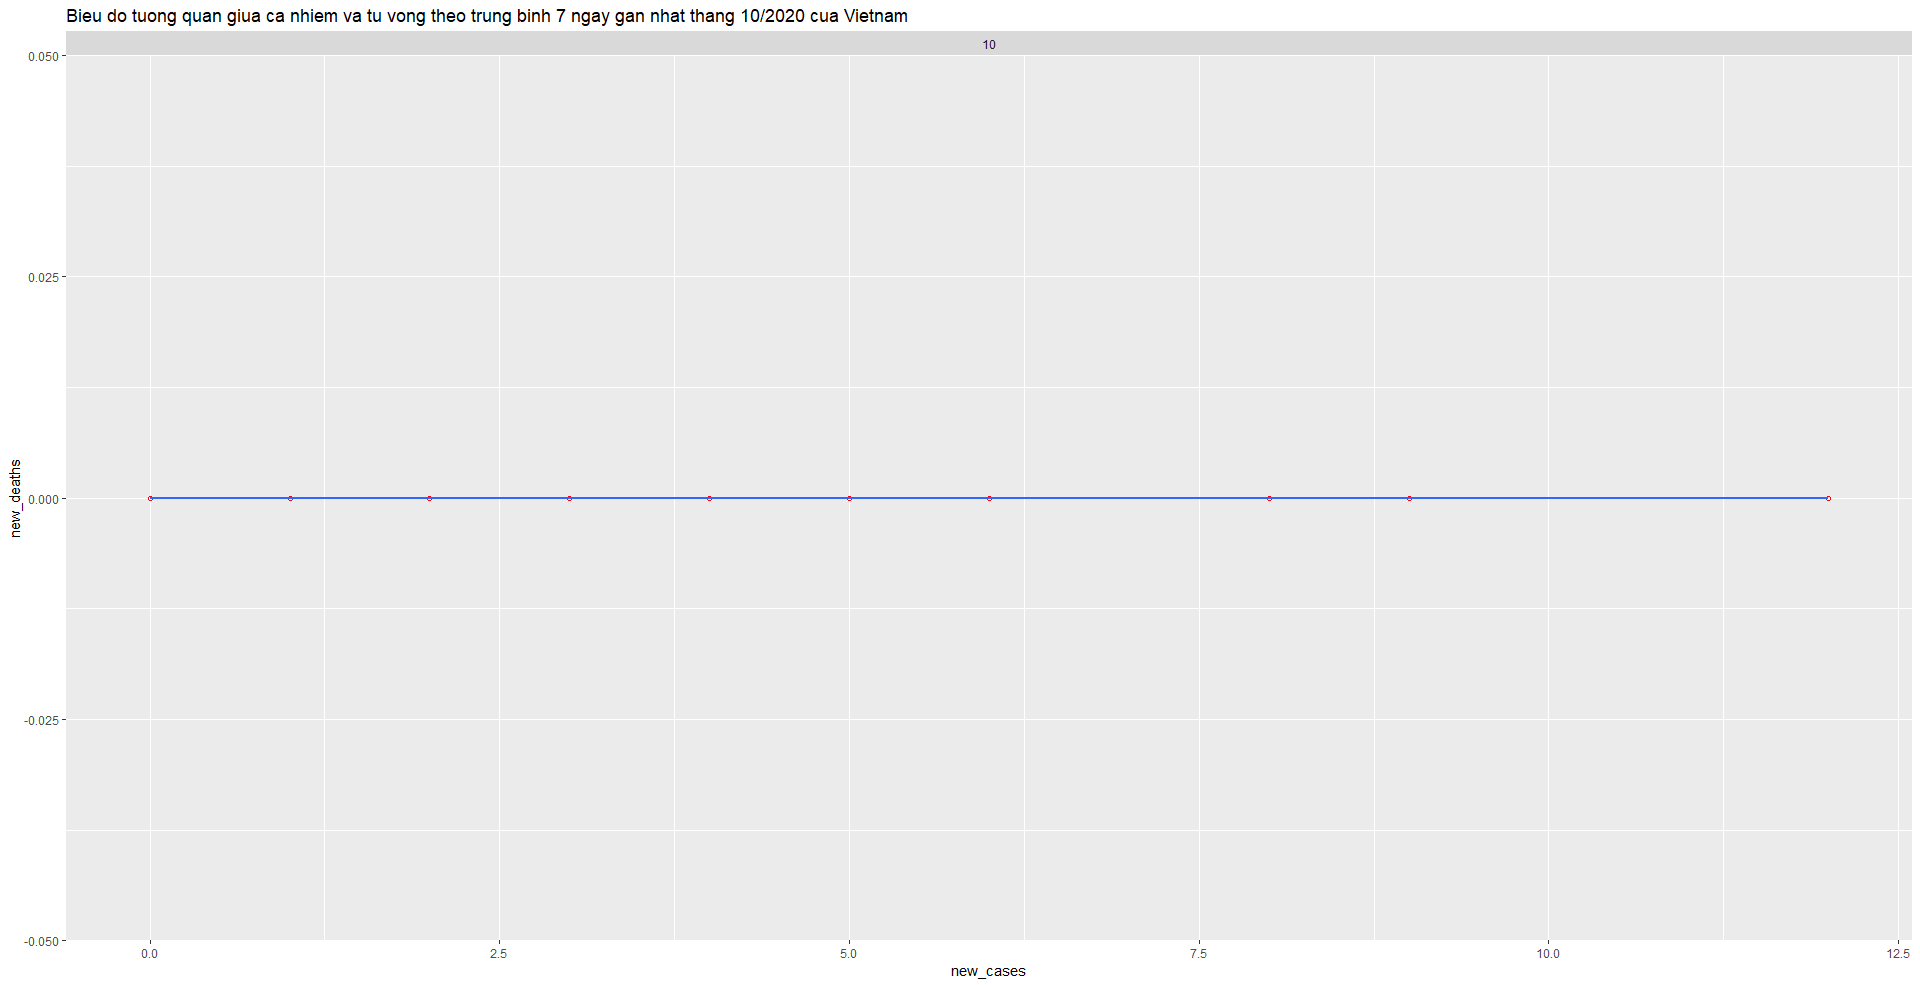 Bieu do tuong quan giua ca nhiem va tu vong theo trung binh 7 ngay gan nhat thang 10/2020 cua Vietnam
10
0.050
0.025
0.000
-0.025
-0.050
new_deaths
0.0 2.5 5.0 7.5 10.0 12.5
new_cases